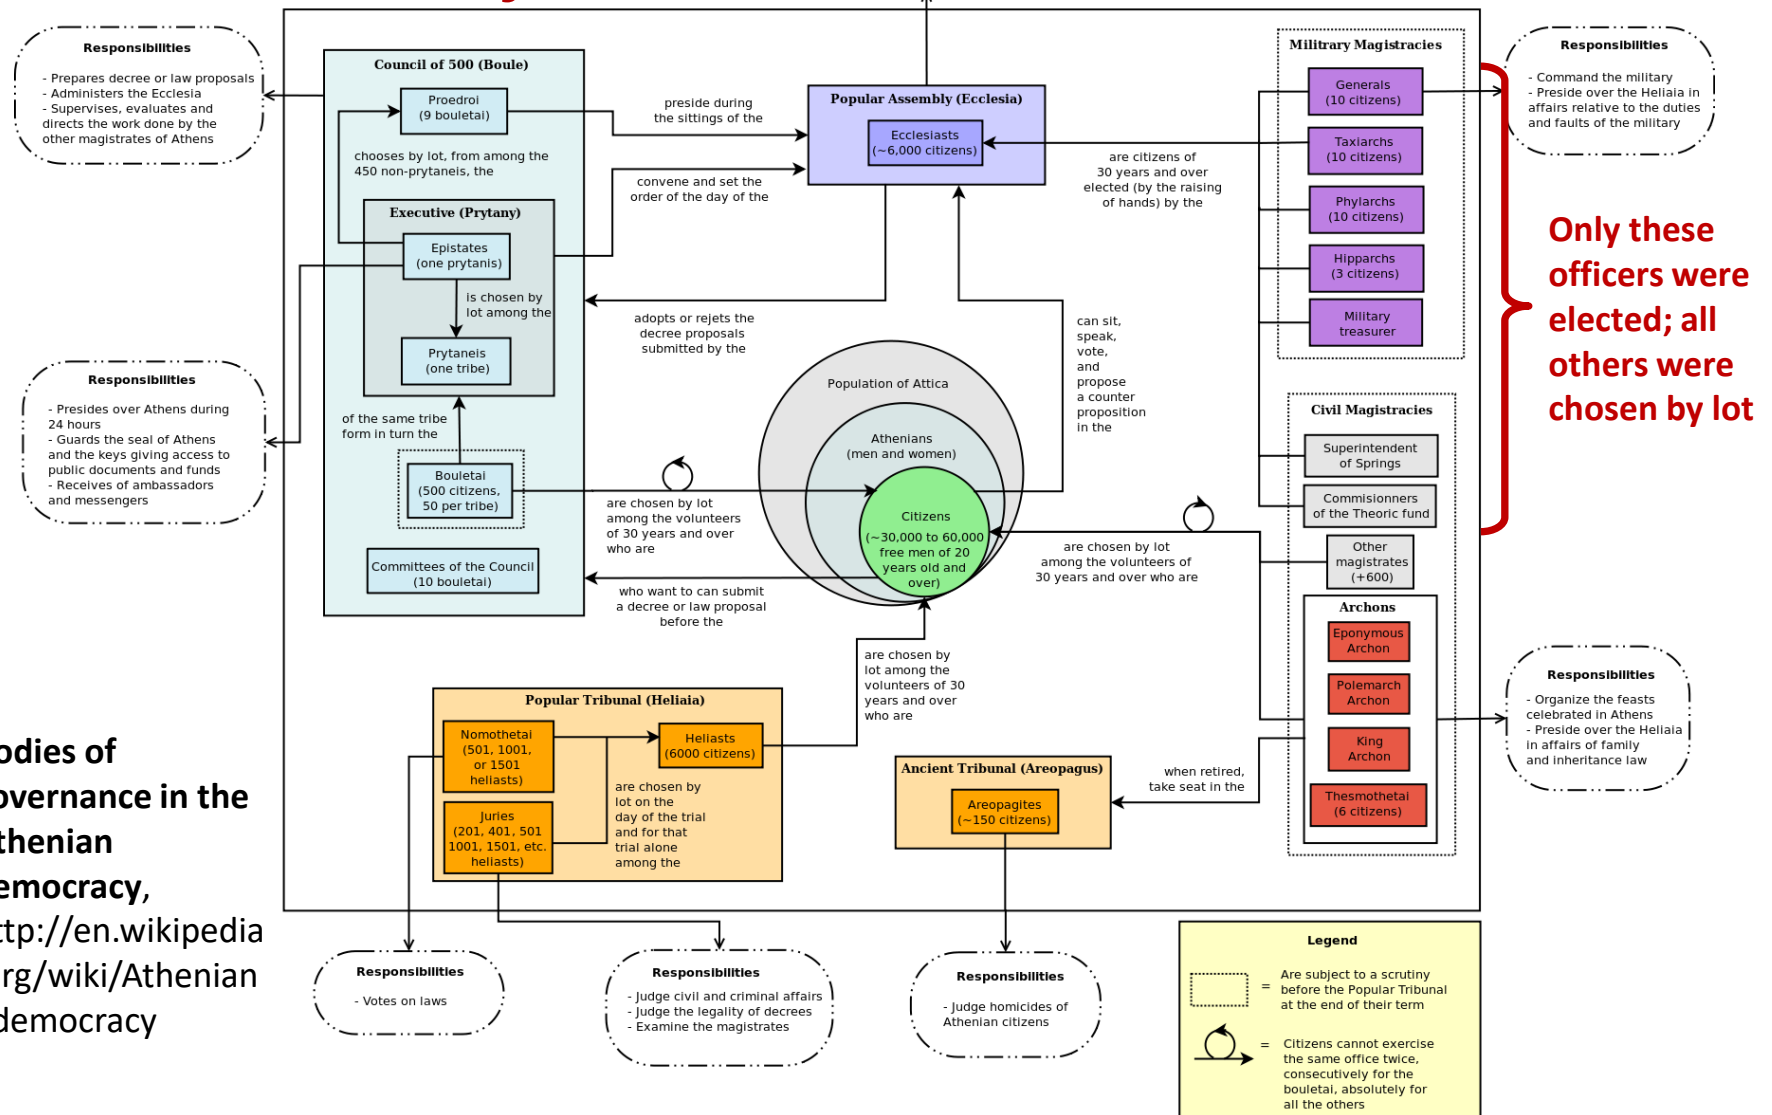 Responsibilities
- Prepares decree or law proposals
- Administers the Ecclesia
- Supervises, evaluates and
directs the work done by the
other magistrates of Athens
Council of 500 (Boule)
Proedroi
(9 bouletai)
chooses by lot, from among the
450 non-prytaneis, the
Executive (Prytany)
Epistates
(one prytanis)
is chosen by
lot among the
Prytaneis
(one tribe)
of the same tribe
form in turn the
Bouletai
(500 citizens,
50 per tribe)
Committees of the Council
(10 bouletai)
preside during
the sittings of the
convene and set the
order of the day of the
Popular Assembly (Ecclesia)
Ecclesiasts
(~6,000 citizens)
adopts or rejets the
decree proposals
submitted by the
are citizens of
30 years and over
elected (by the raising
of hands) by the
Military Magistracies
Generals
(10 citizens)
Taxiarchs
(10 citizens)
Phylarchs
(10 citizens)
Hipparchs
(3 citizens)
Military
treasurer
Responsibilities
- Command the military
- Preside over the Heliaia in
affairs relative to the duties
and faults of the military
Only these
officers were
elected; all
others were
chosen by lot
Responsibilities
- Presides over Athens during
24 hours
- Guards the seal of Athens
and the keys giving access to
public documents and funds
- Receives of ambassadors
and messengers
Population of Attica
Athenians
(men and women)
Citizens
(~30,000 to 60,000
free men of 20
years old and
over)
can sit,
speak,
vote,
and
propose
a counter
proposition
in the
are chosen by lot
among the volunteers
of 30 years and over
who are
who want to can submit
a decree or law proposal
before the
are chosen by lot
among the volunteers of
30 years and over who are
Civil Magistracies
Superintendent
of Springs
Commisionners
of the Theoric fund
Other
magistrates
(+600)
Archons
Eponymous
Archon
Polemarch
Archon
King
Archon
Thesmothetai
(6 citizens)
Responsibilities
- Organize the feasts
celebrated in Athens
- Preside over the Heliaia
in affairs of family
and inheritance law
are chosen by
lot among the
volunteers of 30
years and over
who are
Popular Tribunal (Heliaia)
Nomothetai
(501, 1001,
or 1501
heliasts)
Heliasts
(6000 citizens)
Juries
(201, 401, 501
1001, 1501, etc.
heliasts)
are chosen by
lot on the
day of the trial
and for that
trial alone
among the
Ancient Tribunal (Areopagus)
Areopagites
(~150 citizens)
when retired,
take seat in the
odies of
overnance in the
thenian
emocracy,
ttp://en.wikipedia
rg/wiki/Athenian
democracy
Responsibilities
- Votes on laws
Responsibilities
- Judge civil and criminal affairs
- Judge the legality of decrees
- Examine the magistrates
Responsibilities
- Judge homicides of
Athenian citizens
Legend
= Are subject to a scrutiny
before the Popular Tribunal
at the end of their term
= Citizens cannot exercise
the same office twice,
consecutively for the
bouletai, absolutely for
all the others